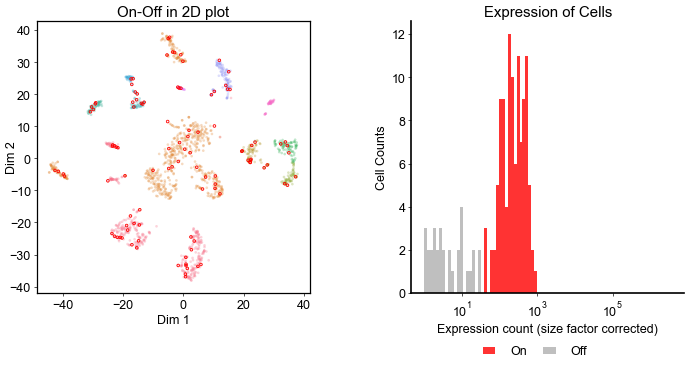 On-Off in 2D plot
40
30
20
10
0
−10
−20
−30
−40
Dim 2
−40 −20 0 20 40
Dim 1
Expression of Cells
12
10
8
6
4
2
0
Cell Counts
10^1 10^3 10^5
Expression count (size factor corrected)
On Off